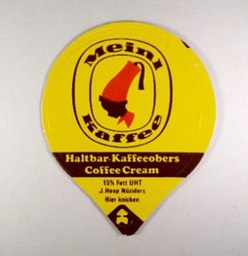 Meinl
Kaffee
Haltbar-Kaffeeobers
Coffee Cream
15% Fett UHT
J. Hoop Nüziders
Hier knicken